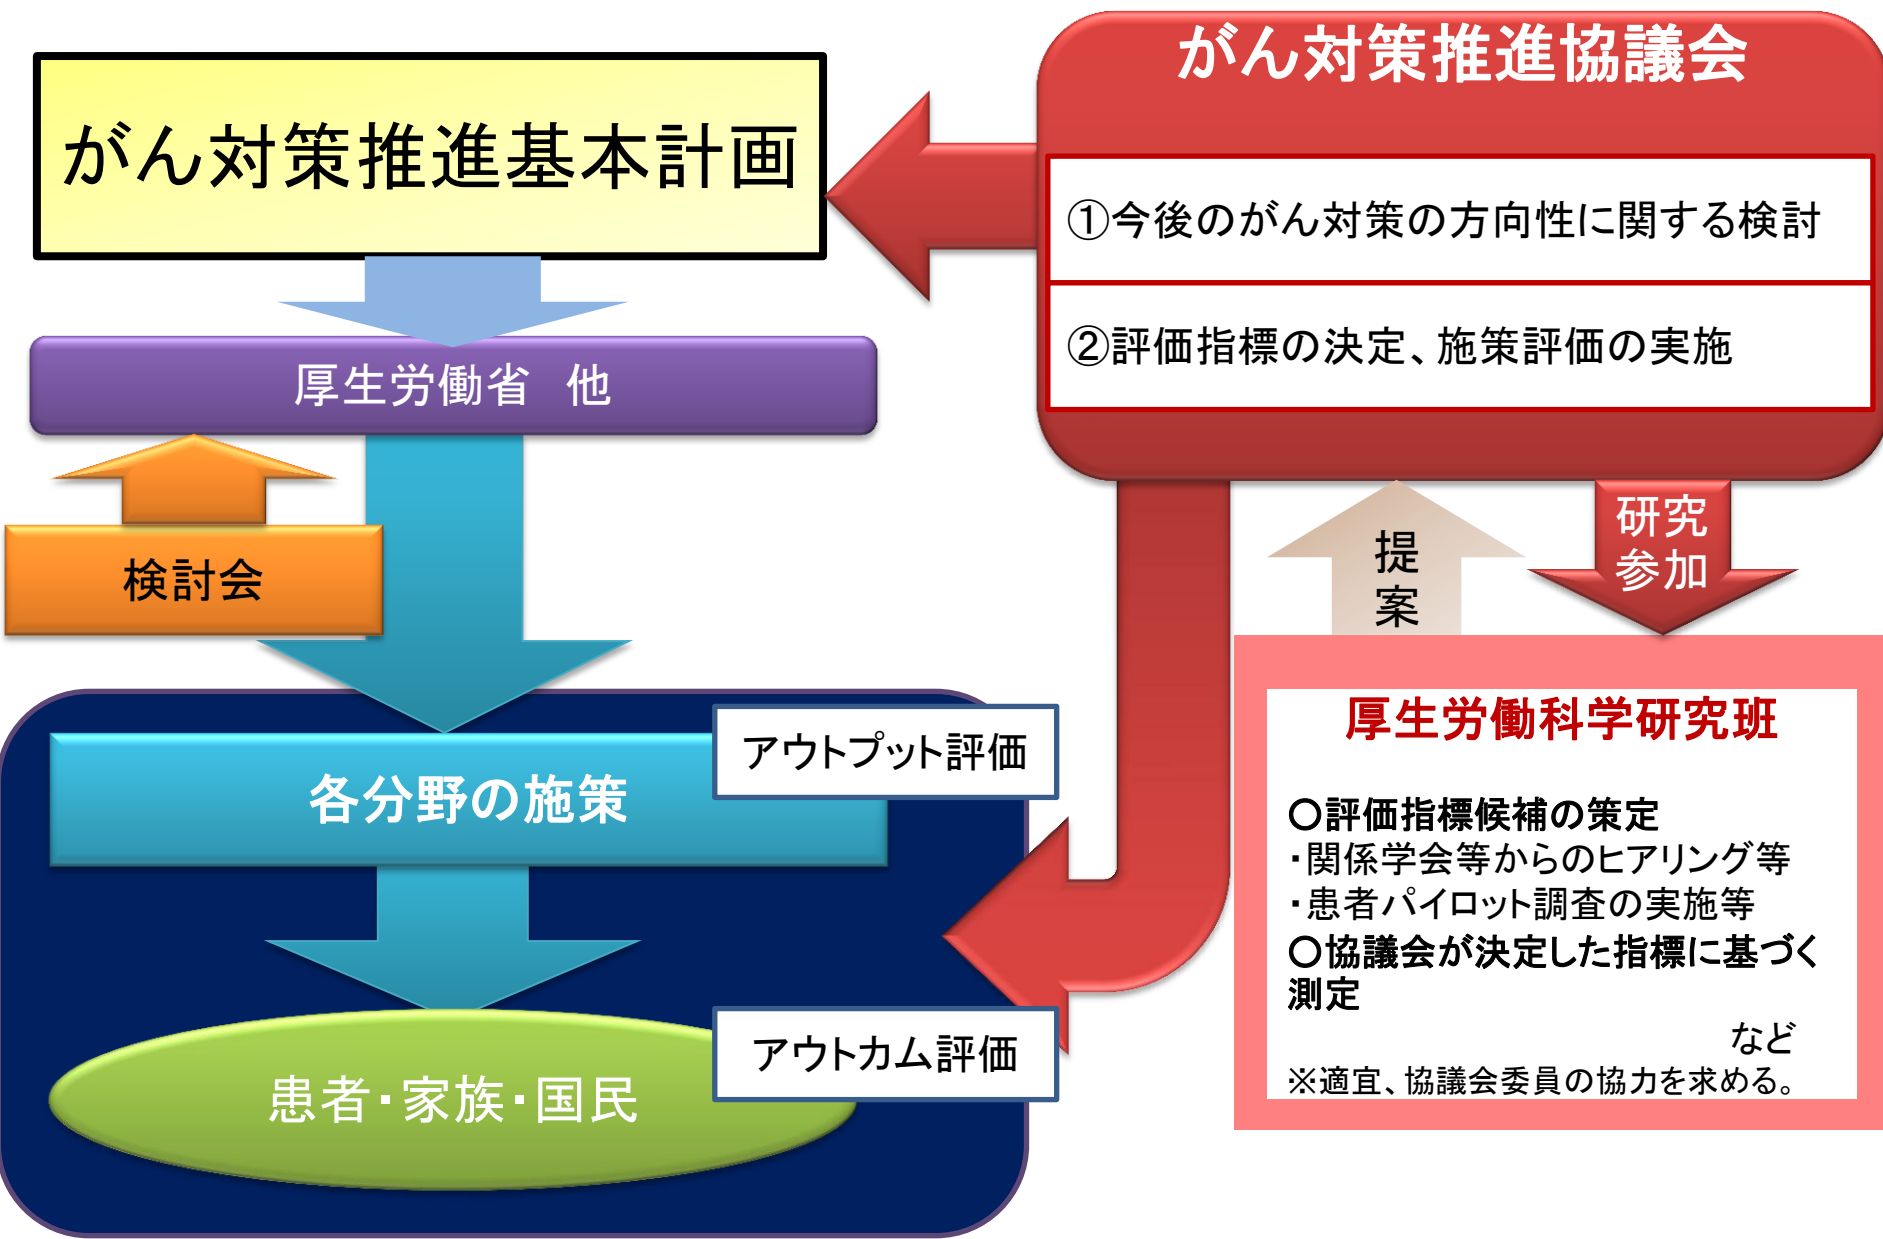 がん対策推進協議会
がん対策推進基本計画
①今後のがん対策の方向性に関する検討
②評価指標の決定、施策評価の実施
厚生労働省　他
検討会
提
案
研究
参加
各分野の施策
アウトプット評価
患者・家族・国民
アウトカム評価
厚生労働科学研究班
○評価指標候補の策定
・関係学会等からのヒアリング等
・患者パイロット調査の実施等
○協議会が決定した指標に基づく
測定
など
※適宜、協議会委員の協力を求める。